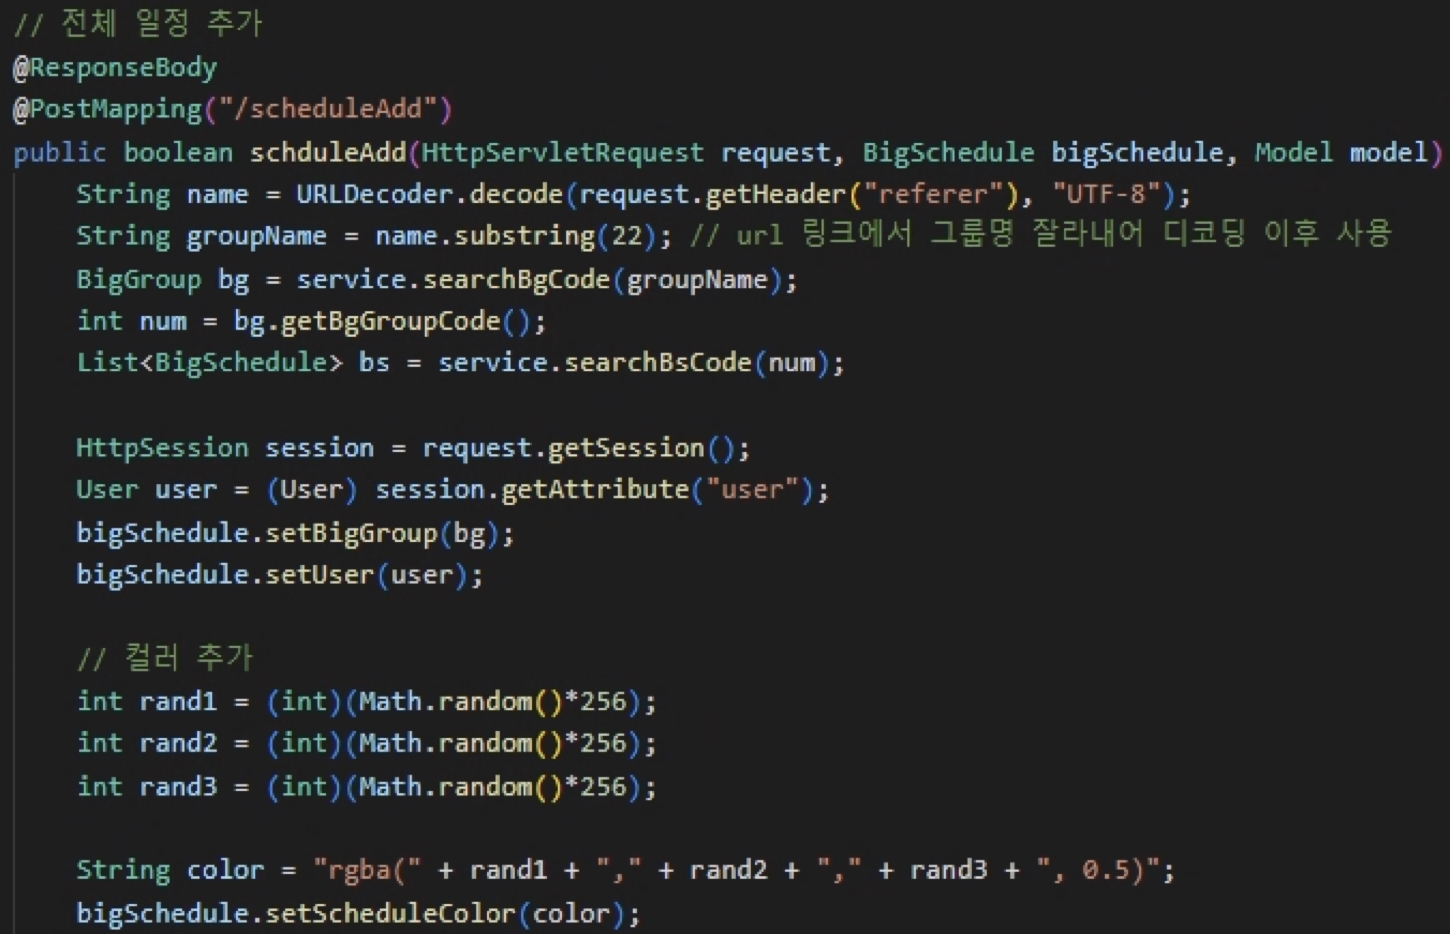 // 전체 일정 추가
@ResponseBody
@PostMapping("/scheduleAdd")
public boolean schduleAdd(HttpServletRequest request, BigSchedule bigSchedule, Model model)
String name = URLDecoder.decode(request.getHeader("referer"), "UTF-8");
String groupName = name.substring(22); // url 링크에서 그룹명 잘라내어 디코딩 이후 사용
BigGroup bg = service.searchBgCode(groupName);
int num = bg.getBgGroupCode();
List<BigSchedule> bs = service.searchBsCode(num);
HttpSession session = request.getSession();
User user = (User) session.getAttribute("user");
bigSchedule.setBigGroup(bg);
bigSchedule.setUser(user);
// 컬러 추가
int rand1 = (int)(Math.random()*256);
int rand2 = (int)(Math.random()*256);
int rand3 = (int)(Math.random()*256);
String color = "rgba(" + rand1 + "," + rand2 + "," + rand3 + ", 0.5)";
bigSchedule.setScheduleColor(color);